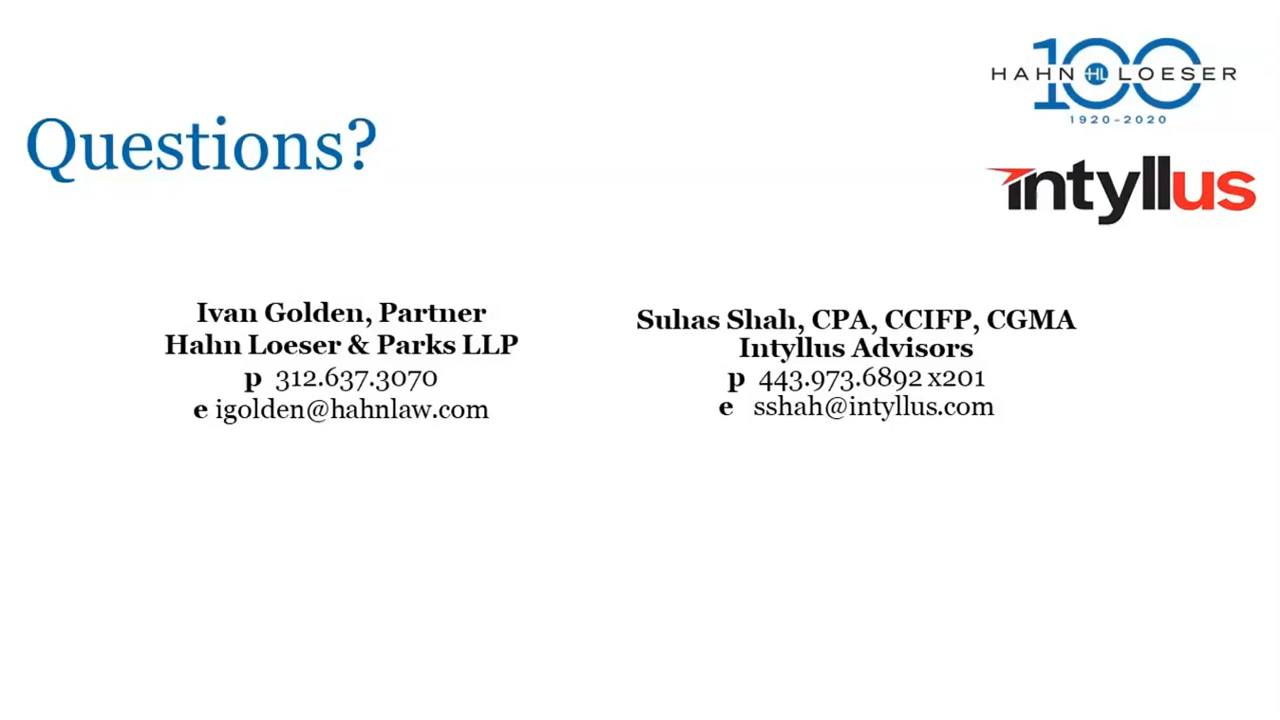 100
HAHN HL LOESER
1920-2020
Questions?
intyllus
Ivan Golden, Partner
Hahn Loeser & Parks LLP
p 312.637.3070
e igolden@hahnlaw.com
Suhas Shah, CPA, CCIFP, CGMA
Intyllus Advisors
p 443.973.6892 x201
e sshah@intyllus.com